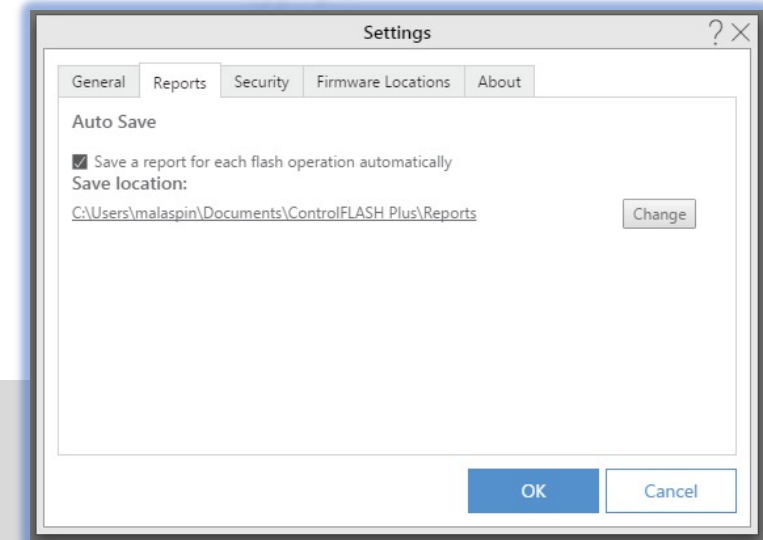 Settings
?
General Reports Security Firmware Locations About
Auto Save
Save a report for each flash operation automatically
Save location:
C:\Users\malaspin\Documents\ControlFLASH Plus\Reports
Change
OK Cancel